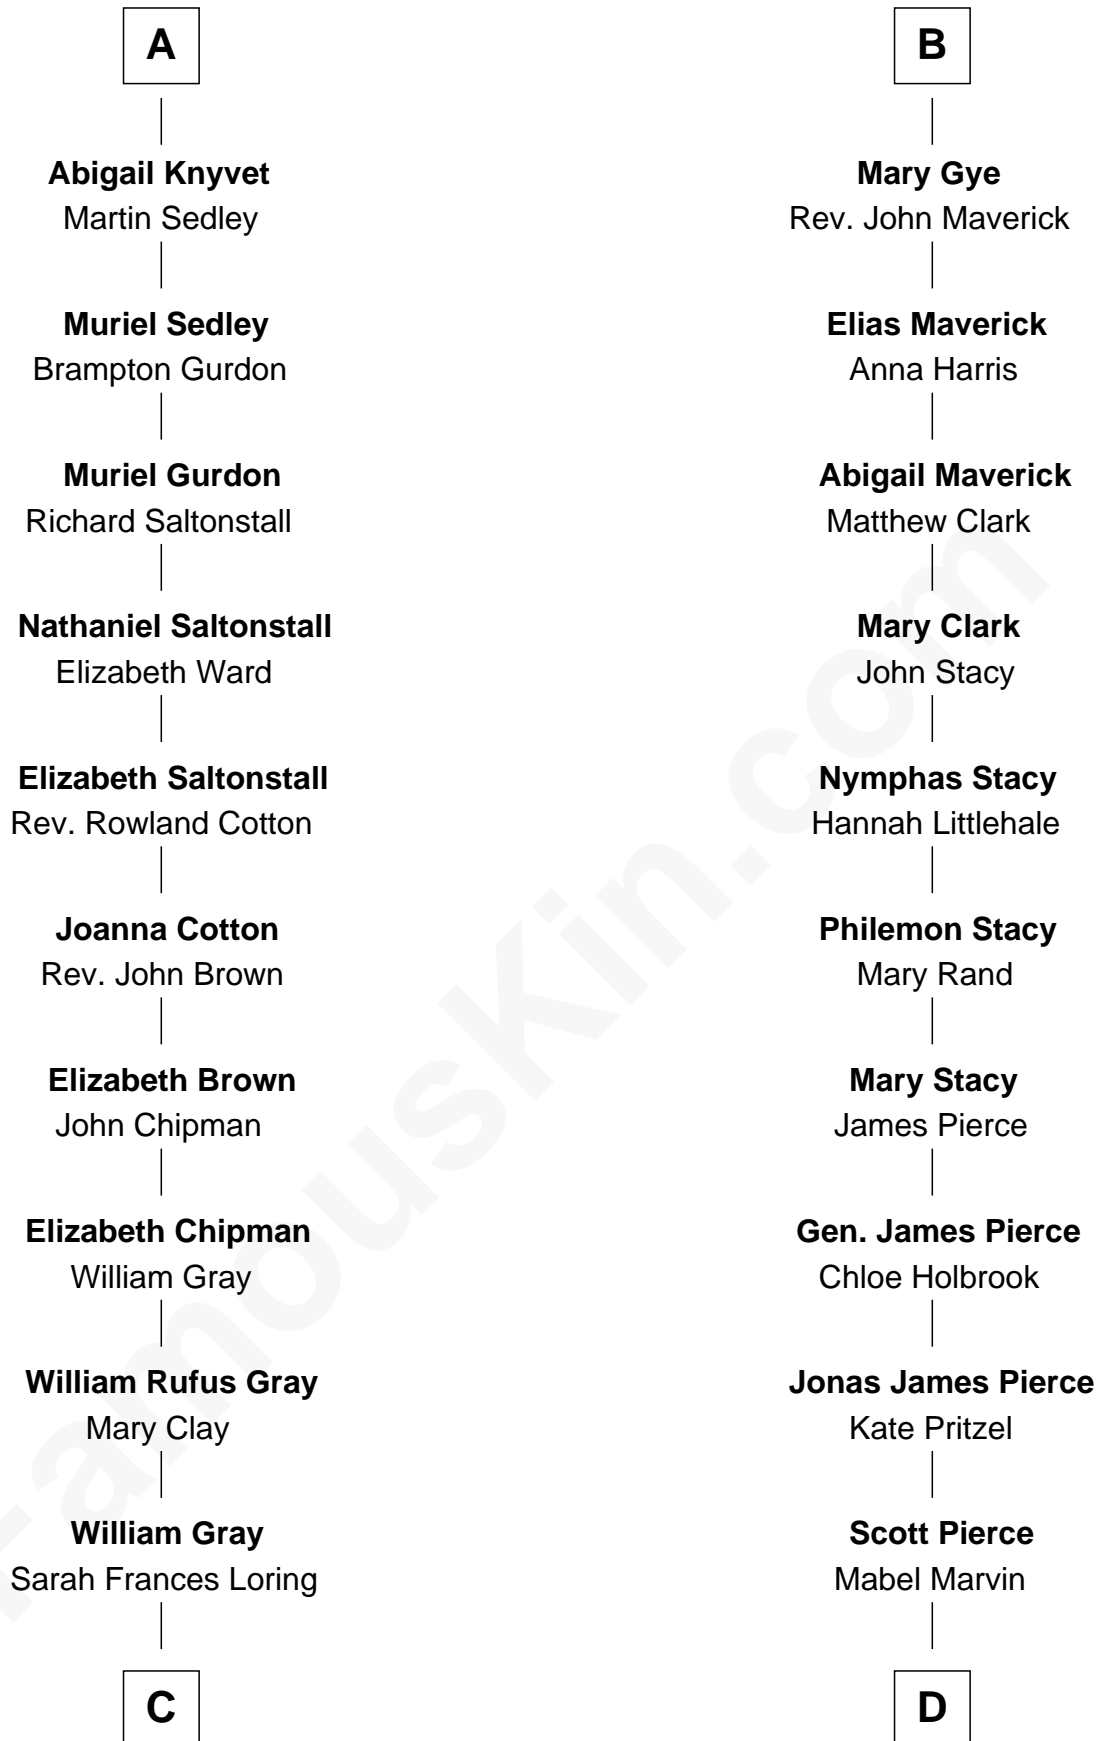 A
Abigail Knyvet
Martin Sedley
Muriel Sedley
Brampton Gurdon
Muriel Gurdon
Richard Saltonstall
Nathaniel Saltonstall
Elizabeth Ward
Elizabeth Saltonstall
Rev. Rowland Cotton
Joanna Cotton
Rev. John Brown
Elizabeth Brown
John Chipman
Elizabeth Chipman
William Gray
William Rufus Gray
Mary Clay
William Gray
Sarah Frances Loring
C
B
Mary Gye
Rev. John Maverick
Elias Maverick
Anna Harris
Abigail Maverick
Matthew Clark
Mary Clark
John Stacy
Nymphas Stacy
Hannah Littlehale
Philemon Stacy
Mary Rand
Mary Stacy
James Pierce
Gen. James Pierce
Chloe Holbrook
Jonas James Pierce
Kate Pritzel
Scott Pierce
Mabel Marvin
D
FamousKin.com